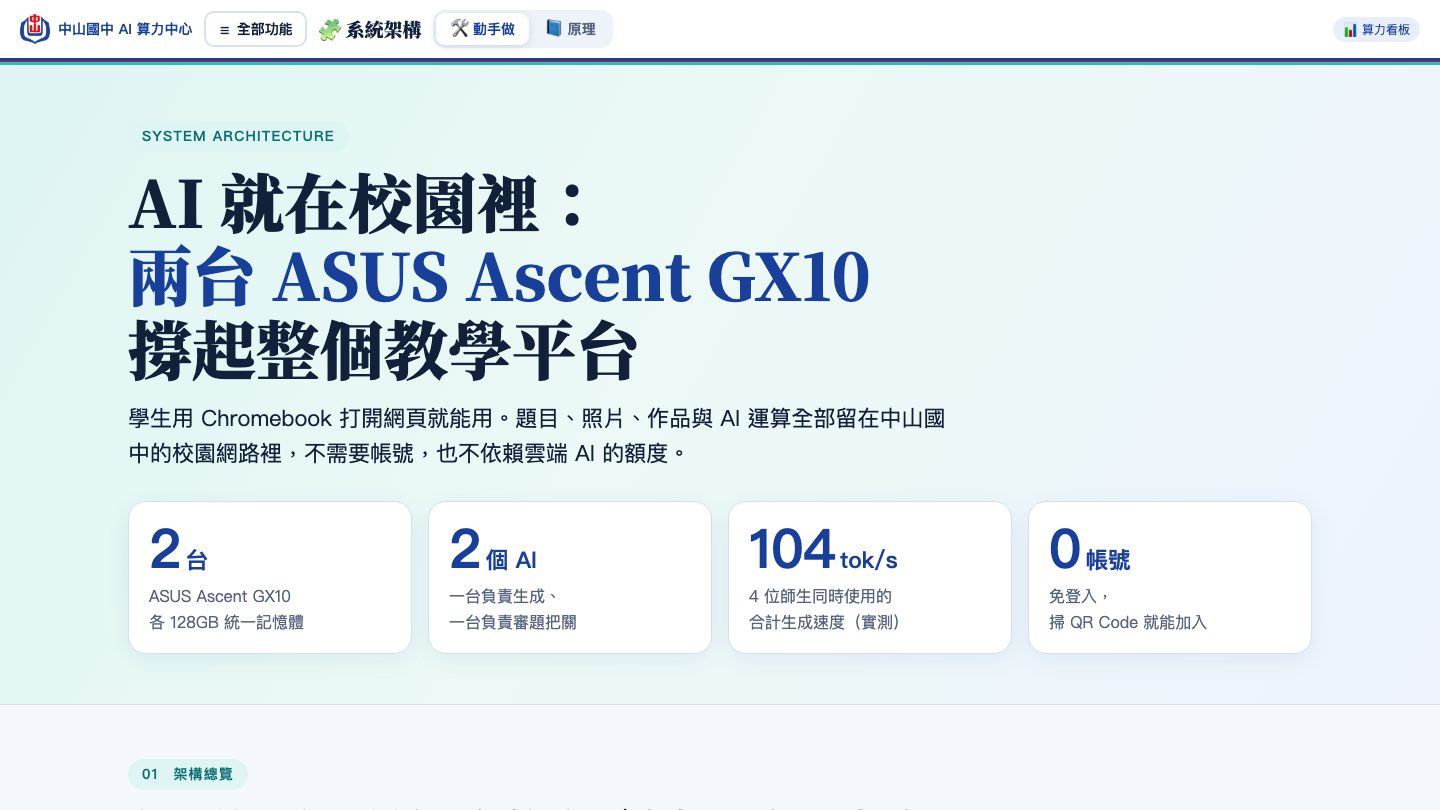 中山國中 AI 算力中心
≡ 全部功能
系統架構
動手做
原理
算力看板
SYSTEM ARCHITECTURE
AI 就在校園裡：
兩台 ASUS Ascent GX10
撐起整個教學平台
學生用 Chromebook 打開網頁就能用。題目、照片、作品與 AI 運算全部留在中山國
中的校園網路裡，不需要帳號，也不依賴雲端 AI 的額度。
2 台
ASUS Ascent GX10
各 128GB 統一記憶體
2 個 AI
一台負責生成、
一台負責審題把關
104 tok/s
4 位師生同時使用的
合計生成速度（實測）
0 帳號
免登入，
掃 QR Code 就能加入
01 架構總覽